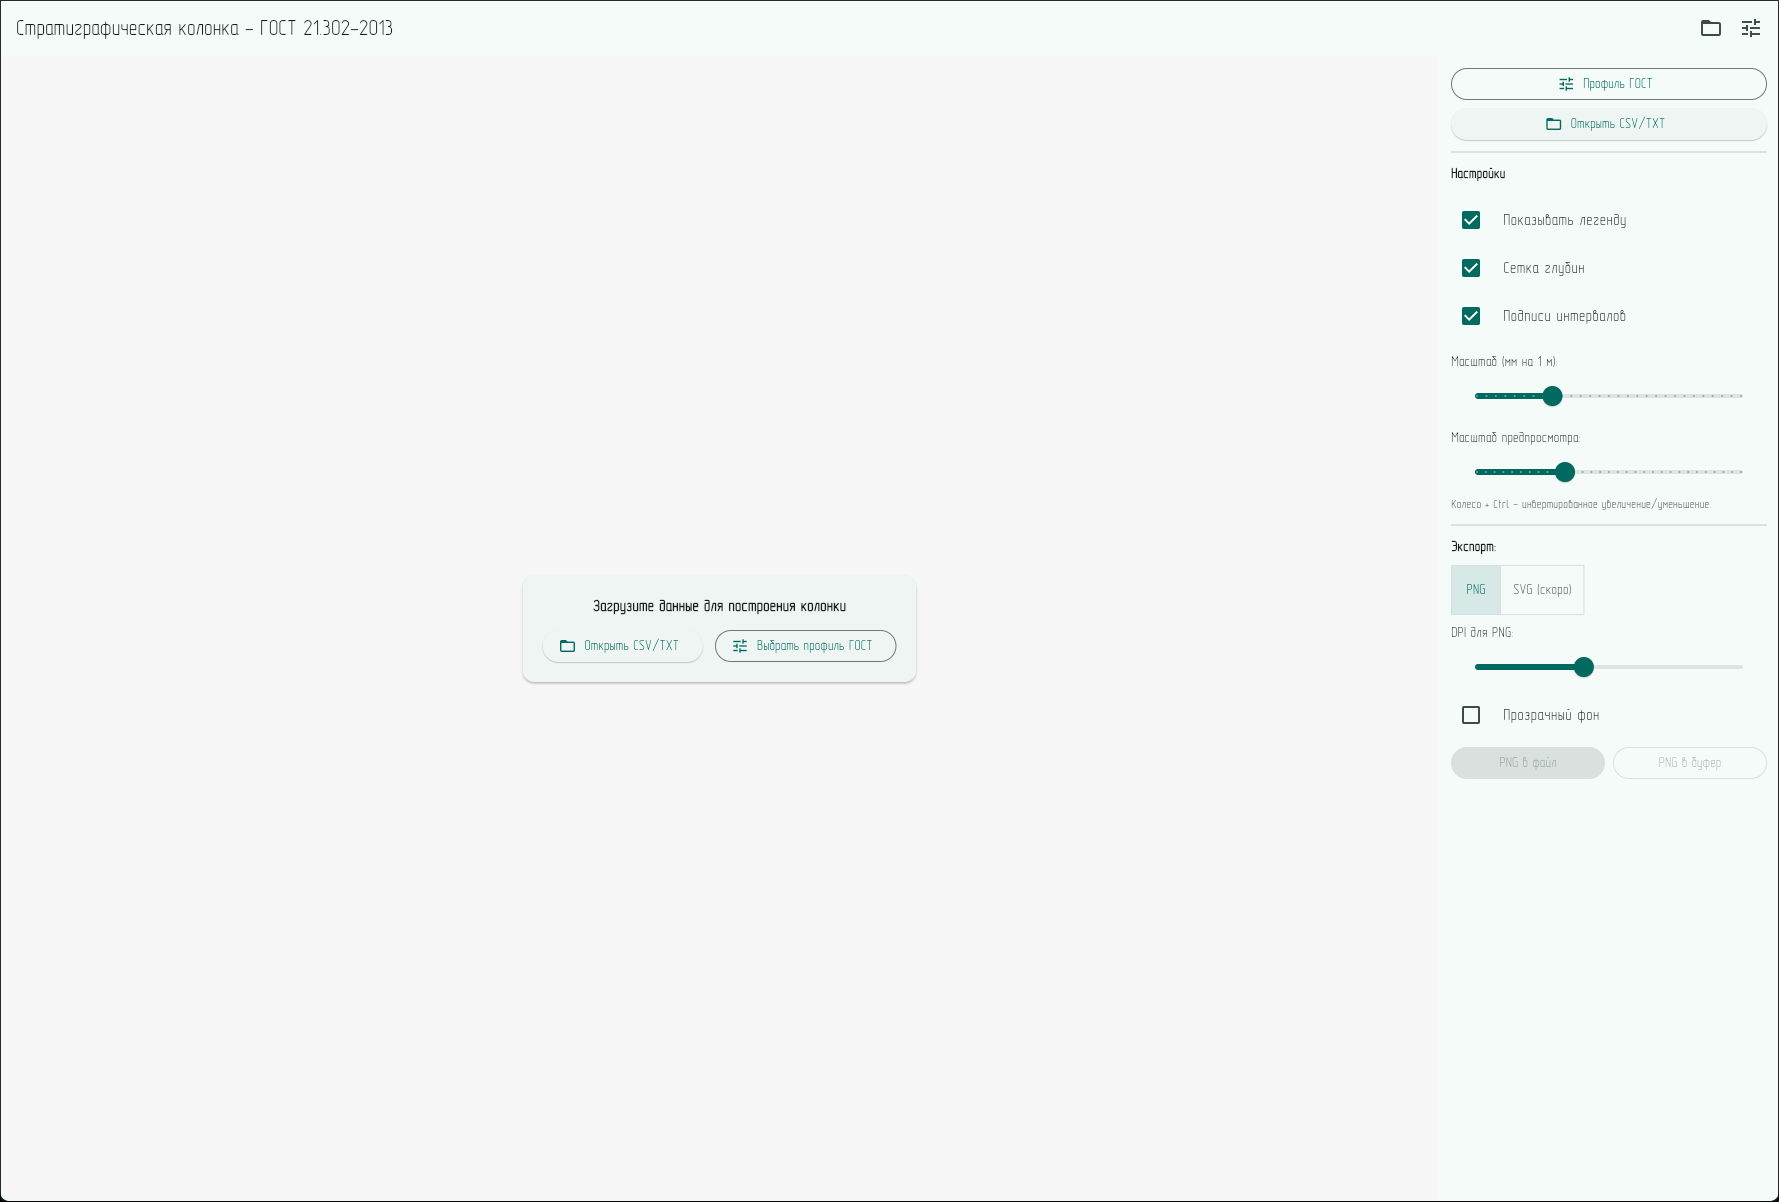 Стратиграфическая колонка – ГОСТ 21.302–2013
Профиль ГОСТ
Открыть CSV/TXT
Настройки
Показывать легенду
Сетка глубин
Подписи интервалов
Масштаб (мм на 1 м):
Масштаб предпросмотра:
Колесо + Ctrl – инвертированное увеличение/уменьшение.
Экспорт:
PNG SVG (скоро)
DPI для PNG:
Прозрачный фон
PNG в файл PNG в буфер
Загрузите данные для построения колонки
Открыть CSV/TXT Выбрать профиль ГОСТ